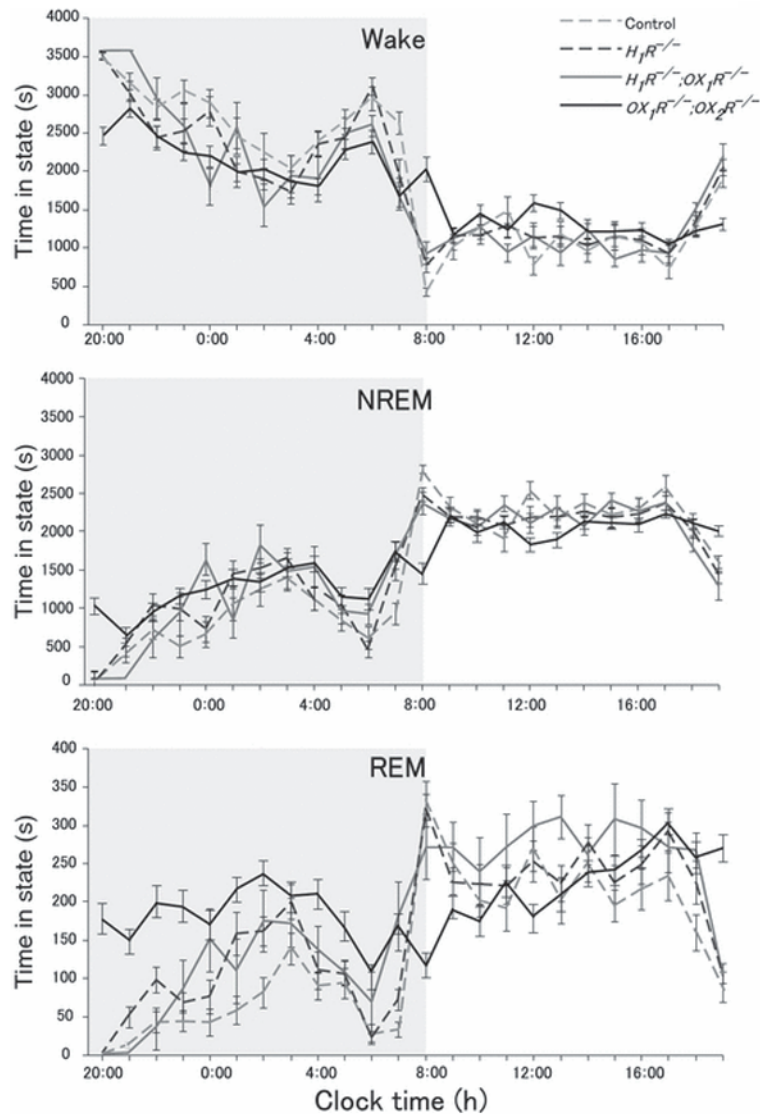 Wake
Control
H₁R⁻/⁻
H₁R⁻/⁻;OX₁R⁻/⁻
OX₁R⁻/⁻;OX₂R⁻/⁻
Time in state (s)
4000
3500
3000
2500
2000
1500
1000
500
0
20:00 0:00 4:00 8:00 12:00 16:00
NREM
Time in state (s)
4000
3500
3000
2500
2000
1500
1000
500
0
20:00 0:00 4:00 8:00 12:00 16:00
REM
Time in state (s)
400
350
300
250
200
150
100
50
0
20:00 0:00 4:00 8:00 12:00 16:00
Clock time (h)